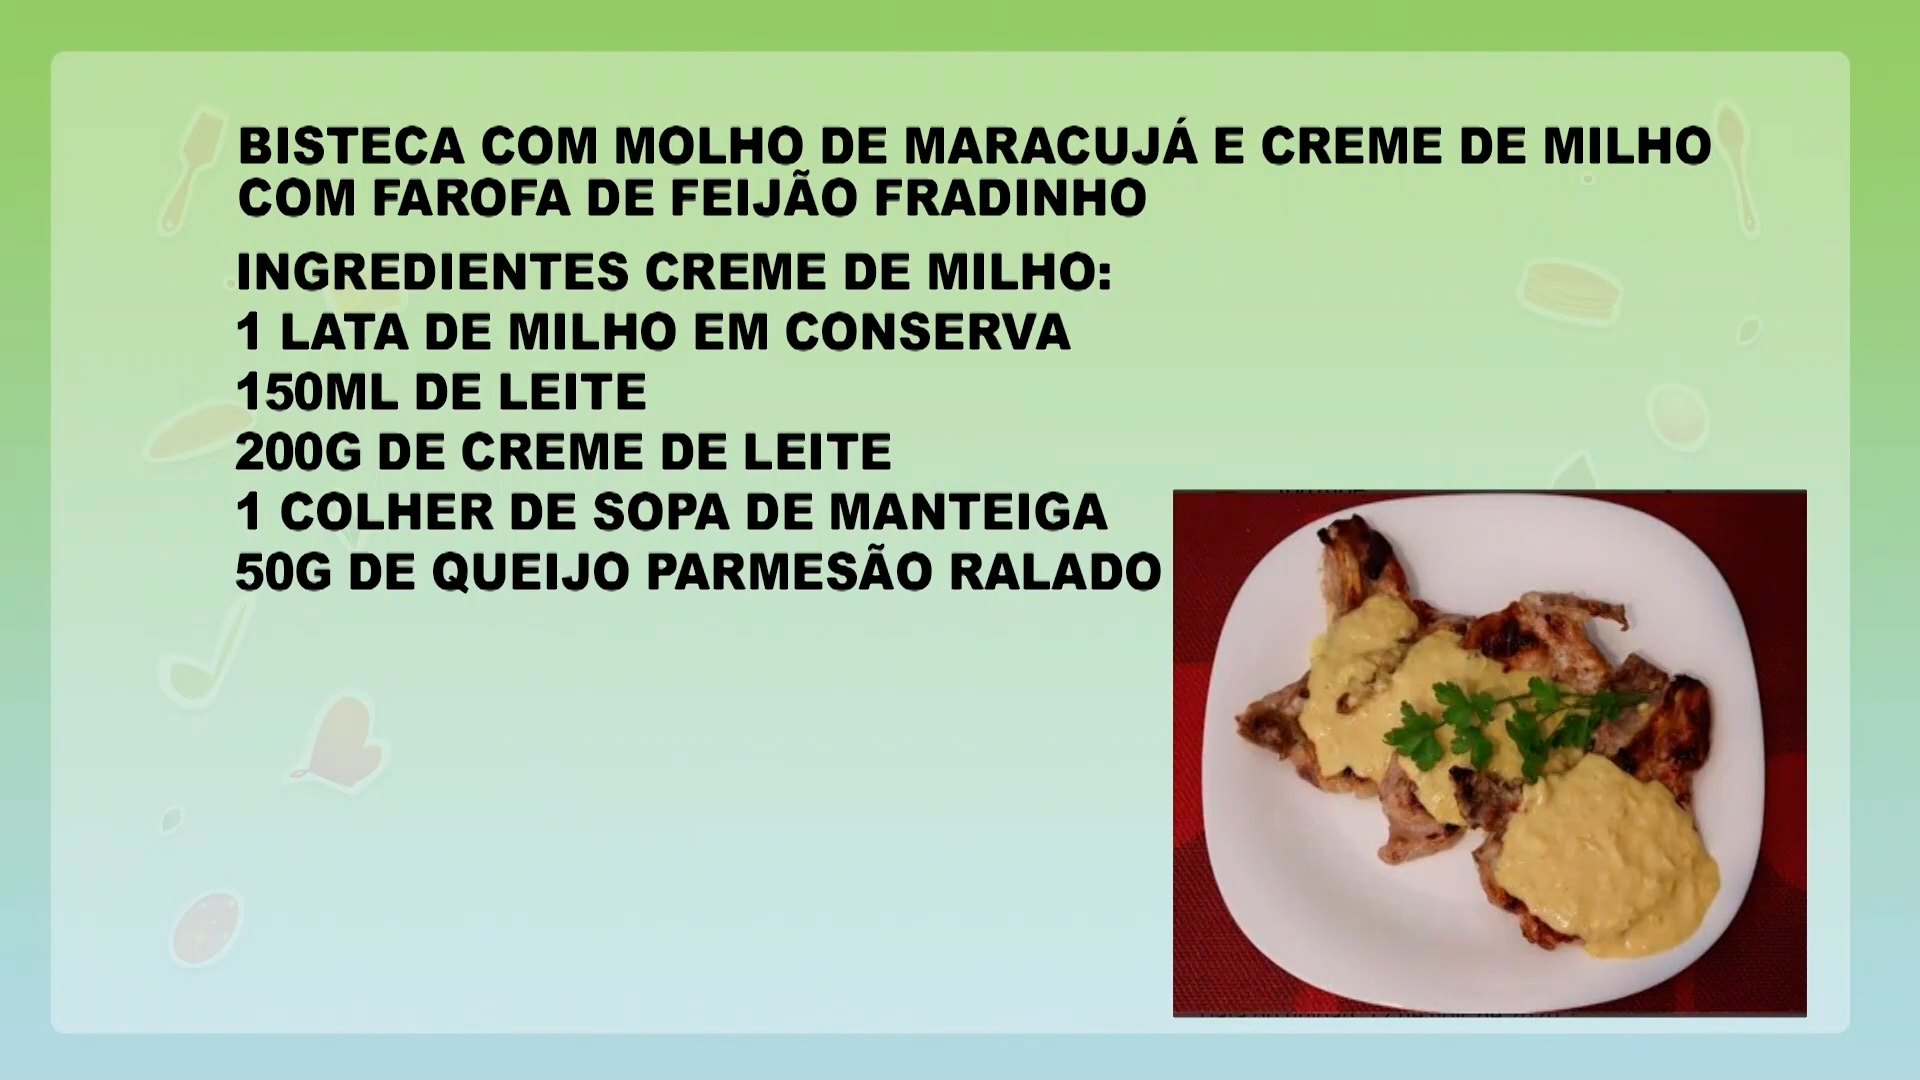 BISTECA COM MOLHO DE MARACUJÁ E CREME DE MILHO
COM FAROFA DE FEIJÃO FRADINHO
INGREDIENTES CREME DE MILHO:
1 LATA DE MILHO EM CONSERVA
150ML DE LEITE
200G DE CREME DE LEITE
1 COLHER DE SOPA DE MANTEIGA
50G DE QUEIJO PARMESÃO RALADO